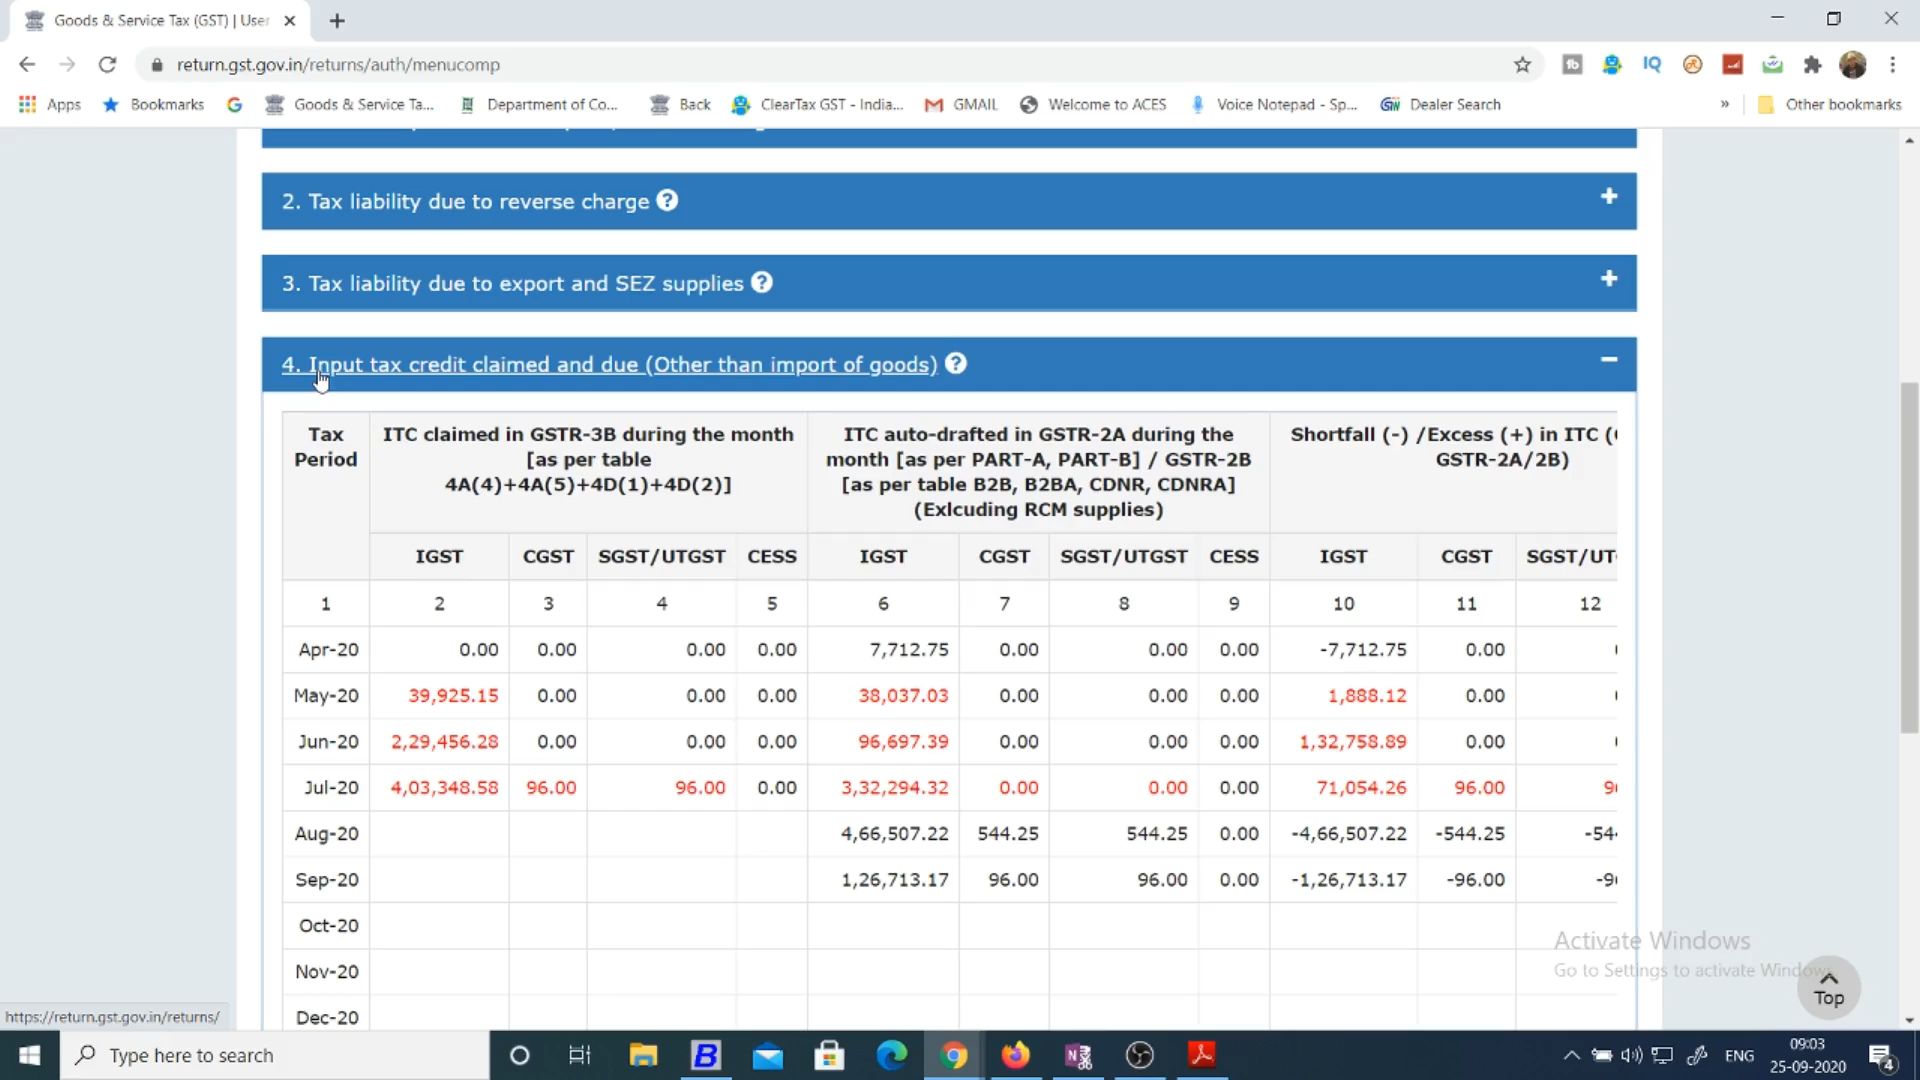 Goods & Service Tax (GST) | User
return.gst.gov.in/returns/auth/menucomp
Apps Bookmarks Goods & Service Ta... Department of Co... Back ClearTax GST - India... GMAIL Welcome to ACES Voice Notepad - Sp... Dealer Search » Other bookmarks
2. Tax liability due to reverse charge ? +
3. Tax liability due to export and SEZ supplies ? +
4. Input tax credit claimed and due (Other than import of goods) ? −
Tax Period
ITC claimed in GSTR-3B during the month
[as per table
4A(4)+4A(5)+4D(1)+4D(2)]
ITC auto-drafted in GSTR-2A during the
month [as per PART-A, PART-B] / GSTR-2B
[as per table B2B, B2BA, CDNR, CDNRA]
(Exlcuding RCM supplies)
Shortfall (-) /Excess (+) in ITC (
GSTR-2A/2B)
IGST CGST SGST/UTGST CESS IGST CGST SGST/UTGST CESS IGST CGST SGST/UT
1 2 3 4 5 6 7 8 9 10 11 12
Apr-20 0.00 0.00 0.00 0.00 7,712.75 0.00 0.00 0.00 -7,712.75 0.00
May-20 39,925.15 0.00 0.00 0.00 38,037.03 0.00 0.00 0.00 1,888.12 0.00
Jun-20 2,29,456.28 0.00 0.00 0.00 96,697.39 0.00 0.00 0.00 1,32,758.89 0.00
Jul-20 4,03,348.58 96.00 96.00 0.00 3,32,294.32 0.00 0.00 0.00 71,054.26 96.00 9
Aug-20 4,66,507.22 544.25 544.25 0.00 -4,66,507.22 -544.25 -54
Sep-20 1,26,713.17 96.00 96.00 0.00 -1,26,713.17 -96.00 -9
Oct-20
Nov-20
Dec-20
Activate Windows
Go to Settings to activate Windows.
Top
https://return.gst.gov.in/returns/
Type here to search
ENG
09:03
25-09-2020
4